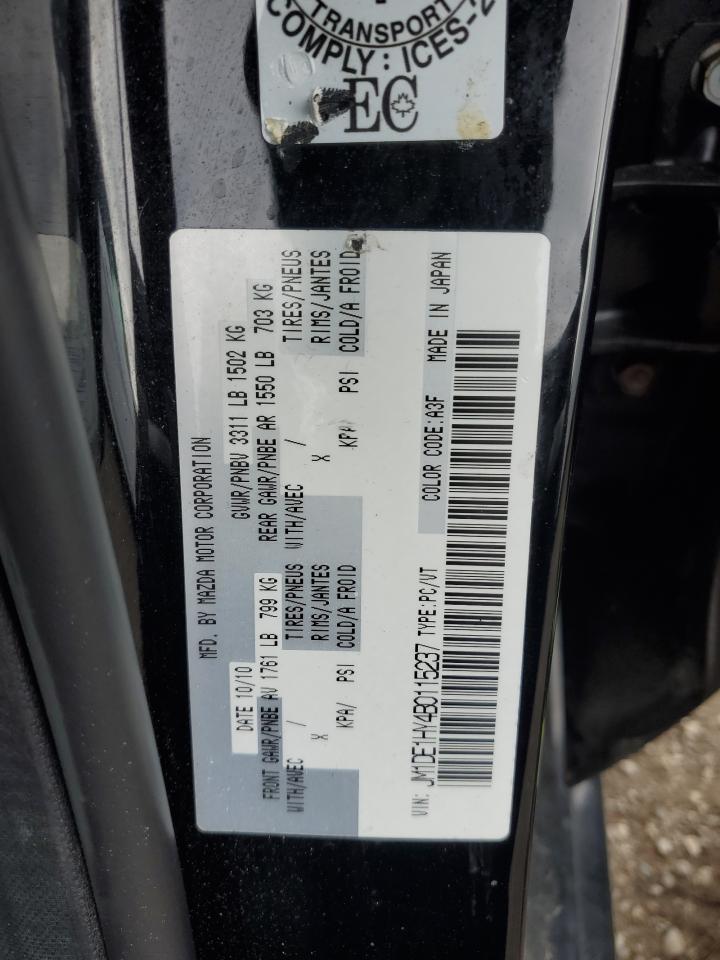 TRANSPORT
COMPLY: ICES-2
EC
MFD. BY MAZDA MOTOR CORPORATION
DATE 10/10 GVWR/PNBV 3311 LB 1502 KG
FRONT GAWR/PNBE AV 1761 LB 799 KG REAR GAWR/PNBE AR 1550 LB 703 KG
WITH/AVEC / TIRES/PNEUS WITH/AVEC / TIRES/PNEUS
X RIMS/JANTES X RIMS/JANTES
KPA/ PSI COLD/A FROID KPA/ PSI COLD/A FROID
VIN: JM1DE1HY4B0115237 TYPE:PC/VT COLOR CODE:A3F MADE IN JAPAN